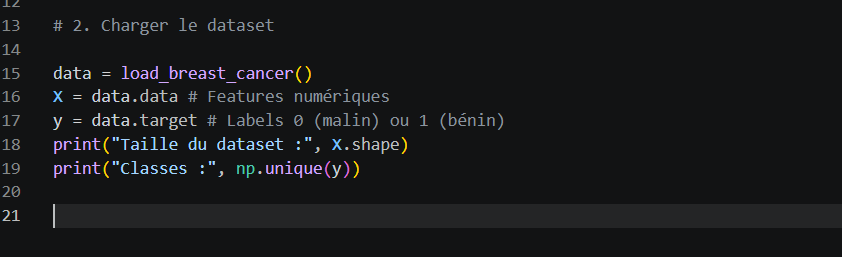 12
13 # 2. Charger le dataset
14
15 data = load_breast_cancer()
16 X = data.data # Features numériques
17 y = data.target # Labels 0 (malin) ou 1 (bénin)
18 print("Taille du dataset :", X.shape)
19 print("Classes :", np.unique(y))
20
21